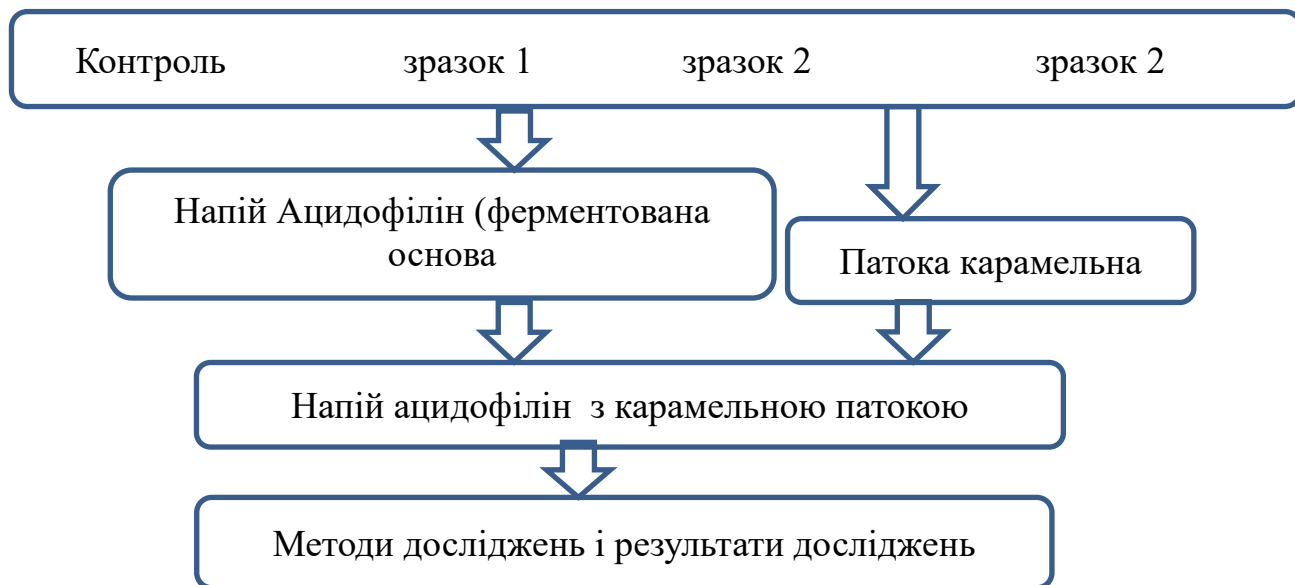 Контроль зразок 1 зразок 2 зразок 2
Напій Ацидофілін (ферментована
основа
Патока карамельна
Напій ацидофілін з карамельною патокою
Методи досліджень і результати досліджень